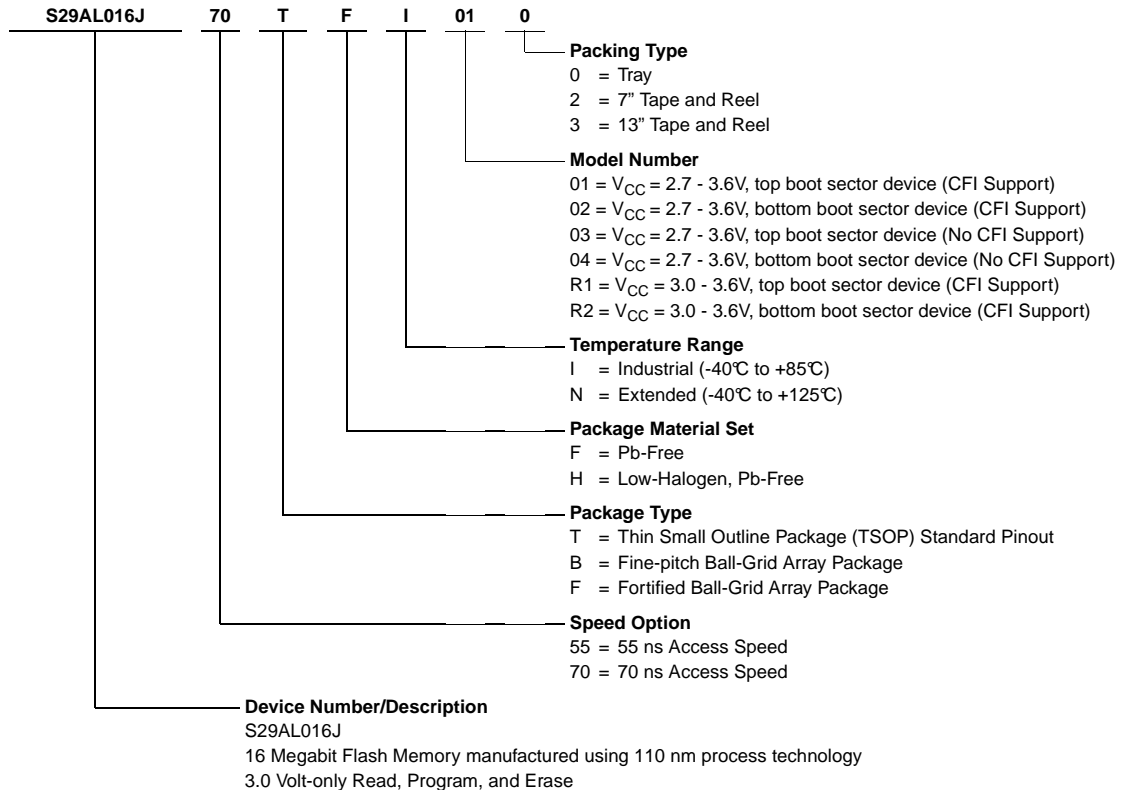 S29AL016J 70 T F I 01 0
Packing Type
0 = Tray
2 = 7” Tape and Reel
3 = 13” Tape and Reel
Model Number
01 = VCC = 2.7 - 3.6V, top boot sector device (CFI Support)
02 = VCC = 2.7 - 3.6V, bottom boot sector device (CFI Support)
03 = VCC = 2.7 - 3.6V, top boot sector device (No CFI Support)
04 = VCC = 2.7 - 3.6V, bottom boot sector device (No CFI Support)
R1 = VCC = 3.0 - 3.6V, top boot sector device (CFI Support)
R2 = VCC = 3.0 - 3.6V, bottom boot sector device (CFI Support)
Temperature Range
I = Industrial (-40°C to +85°C)
N = Extended (-40°C to +125°C)
Package Material Set
F = Pb-Free
H = Low-Halogen, Pb-Free
Package Type
T = Thin Small Outline Package (TSOP) Standard Pinout
B = Fine-pitch Ball-Grid Array Package
F = Fortified Ball-Grid Array Package
Speed Option
55 = 55 ns Access Speed
70 = 70 ns Access Speed
Device Number/Description
S29AL016J
16 Megabit Flash Memory manufactured using 110 nm process technology
3.0 Volt-only Read, Program, and Erase